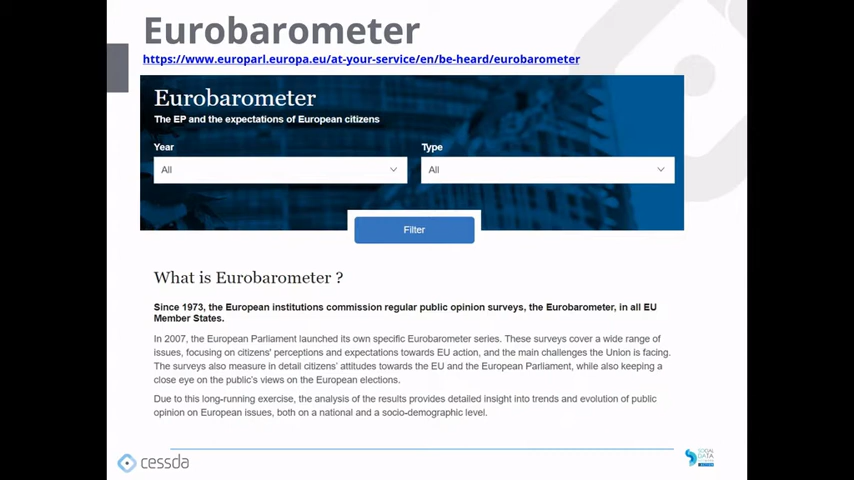 Eurobarometer
https://www.europarl.europa.eu/at-your-service/en/be-heard/eurobarometer
Eurobarometer
The EP and the expectations of European citizens
Year Type
All All
Filter
What is Eurobarometer ?
Since 1973, the European institutions commission regular public opinion surveys, the Eurobarometer, in all EU
Member States.
In 2007, the European Parliament launched its own specific Eurobarometer series. These surveys cover a wide range of
issues, focusing on citizens' perceptions and expectations towards EU action, and the main challenges the Union is facing.
The surveys also measure in detail citizens' attitudes towards the EU and the European Parliament, while also keeping a
close eye on the public's views on the European elections.
Due to this long-running exercise, the analysis of the results provides detailed insight into trends and evolution of public
opinion on European issues, both on a national and a socio-demographic level.
cessda
SOCIAL
DATA